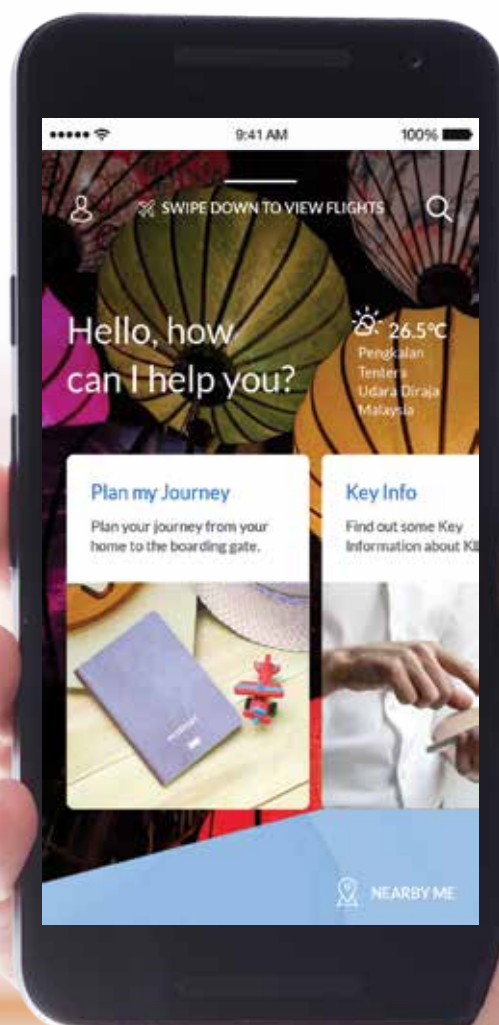 9:41 AM
100%
SWIPE DOWN TO VIEW FLIGHTS
Hello, how
can I help you?
26.5°C
Pengkalan
Tentera
Udara Diraja
Malaysia
Plan my Journey
Plan your journey from your
home to the boarding gate.
Key Info
Find out some Key
Information about
NEARBY ME